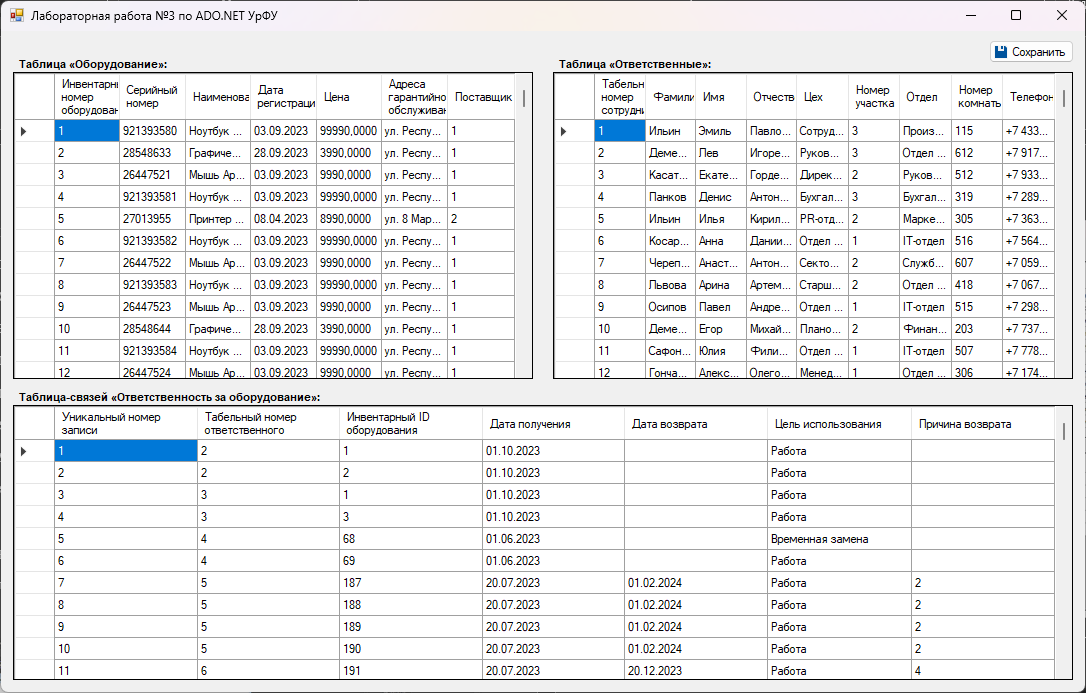 Лабораторная работа №3 по ADO.NET УрФУ
Сохранить
Таблица «Оборудование»:
Инвентарн номер оборудован Серийный номер Наименова Дата регистраци Цена Адреса гарантийно обслуживан Поставщик
1 921393580 Ноутбук ... 03.09.2023 99990,0000 ул. Респу... 1
2 28548633 Графиче... 28.09.2023 3990,0000 ул. Респу... 1
3 26447521 Мышь Ар... 03.09.2023 9990,0000 ул. Респу... 1
4 921393581 Ноутбук ... 03.09.2023 99990,0000 ул. Респу... 1
5 27013955 Принтер ... 08.04.2023 8990,0000 ул. 8 Мар... 2
6 921393582 Ноутбук ... 03.09.2023 99990,0000 ул. Респу... 1
7 26447522 Мышь Ар... 03.09.2023 9990,0000 ул. Респу... 1
8 921393583 Ноутбук ... 03.09.2023 99990,0000 ул. Респу... 1
9 26447523 Мышь Ар... 03.09.2023 9990,0000 ул. Респу... 1
10 28548644 Графиче... 28.09.2023 3990,0000 ул. Респу... 1
11 921393584 Ноутбук ... 03.09.2023 99990,0000 ул. Респу... 1
12 26447524 Мышь Ар... 03.09.2023 9990,0000 ул. Респу... 1
Таблица «Ответственные»:
Табельн номер сотрудни Фамили Имя Отчеств Цех Номер участка Отдел Номер комнать Телефон
1 Ильин Эмиль Павло... Сотруд... 3 Произ... 115 +7 433...
2 Деме... Лев Игоре... Руков... 3 Отдел ... 612 +7 917...
3 Касат... Екате... Горде... Дирек... 2 Руков... 512 +7 933...
4 Панков Денис Антон... Бухгал... 3 Бухгал... 319 +7 289...
5 Ильин Илья Кирил... PR-отд... 2 Марке... 305 +7 363...
6 Косар... Анна Дании... Отдел ... 1 IT-отдел 516 +7 564...
7 Череп... Анаст... Антон... Секто... 2 Служб... 607 +7 059...
8 Львова Арина Артем... Старш... 2 Отдел ... 418 +7 067...
9 Осипов Павел Андре... Отдел ... 1 IT-отдел 515 +7 298...
10 Деме... Егор Михай... Плано... 2 Финан... 203 +7 737...
11 Сафон... Юлия Фили... Отдел ... 1 IT-отдел 507 +7 778...
12 Гонча... Алекс... Олего... Менед... 1 Отдел ... 306 +7 174...
Таблица-связей «Ответственность за оборудование»:
Уникальный номер записи Табельный номер ответственного Инвентарный ID оборудования Дата получения Дата возврата Цель использования Причина возврата
1 2 1 01.10.2023 Работа
2 2 2 01.10.2023 Работа
3 3 1 01.10.2023 Работа
4 3 3 01.10.2023 Работа
5 4 68 01.06.2023 Временная замена
6 4 69 01.06.2023 Работа
7 5 187 20.07.2023 01.02.2024 Работа 2
8 5 188 20.07.2023 01.02.2024 Работа 2
9 5 189 20.07.2023 01.02.2024 Работа 2
10 5 190 20.07.2023 01.02.2024 Работа 2
11 6 191 20.07.2023 20.12.2023 Работа 4